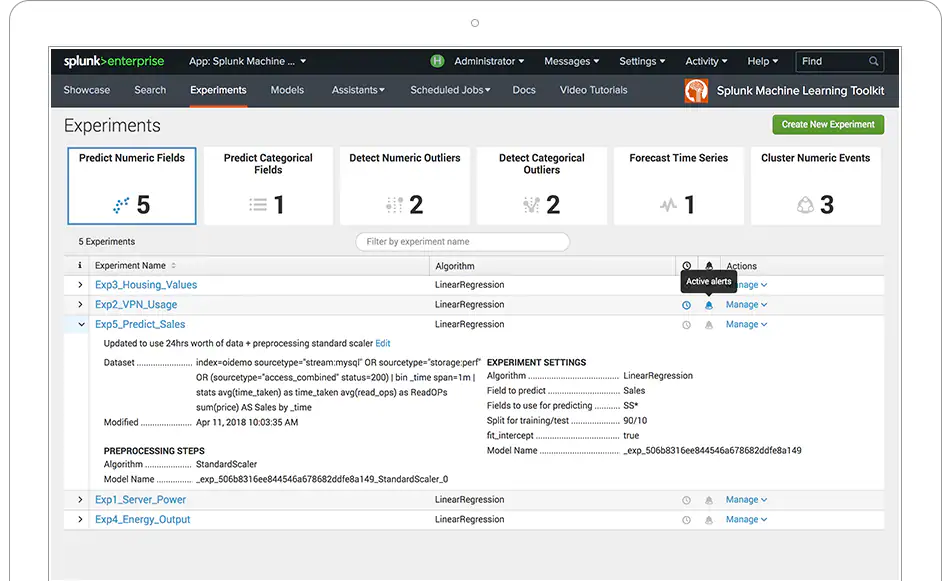 splunk>enterprise App: Splunk Machine ... H Administrator Messages Settings Activity Help Find
Showcase Search Experiments Models Assistants Scheduled Jobs Docs Video Tutorials Splunk Machine Learning Toolkit
Experiments
Create New Experiment
Predict Numeric Fields
5
Predict Categorical
Fields
1
Detect Numeric Outliers
2
Detect Categorical
Outliers
2
Forecast Time Series
1
Cluster Numeric Events
3
5 Experiments
Filter by experiment name
i Experiment Name Algorithm Actions
Active alerts
Exp3_Housing_Values LinearRegression nage
Exp2_VPN_Usage LinearRegression Manage
Exp5_Predict_Sales LinearRegression Manage
Updated to use 24hrs worth of data + preprocessing standard scaler Edit
Dataset ...................... index=oidemo sourcetype="stream:mysql" OR sourcetype="storage:perf"
OR (sourcetype="access_combined" status=200) | bin _time span=1m |
stats avg(time_taken) as time_taken avg(read_ops) as ReadOPs
sum(price) AS Sales by _time
Modified .................... Apr 11, 2018 10:03:35 AM
PREPROCESSING STEPS
Algorithm .................. StandardScaler
Model Name .............. _exp_506b8316ee844546a678682ddfe8a149_StandardScaler_0
EXPERIMENT SETTINGS
Algorithm .................................... LinearRegression
Field to predict .............................. Sales
Fields to use for predicting .......... SS*
Split for training/test ................... 90/10
fit_intercept ................................. true
Model Name ................................ _exp_506b8316ee844546a678682ddfe8a149
Exp1_Server_Power LinearRegression Manage
Exp4_Energy_Output LinearRegression Manage